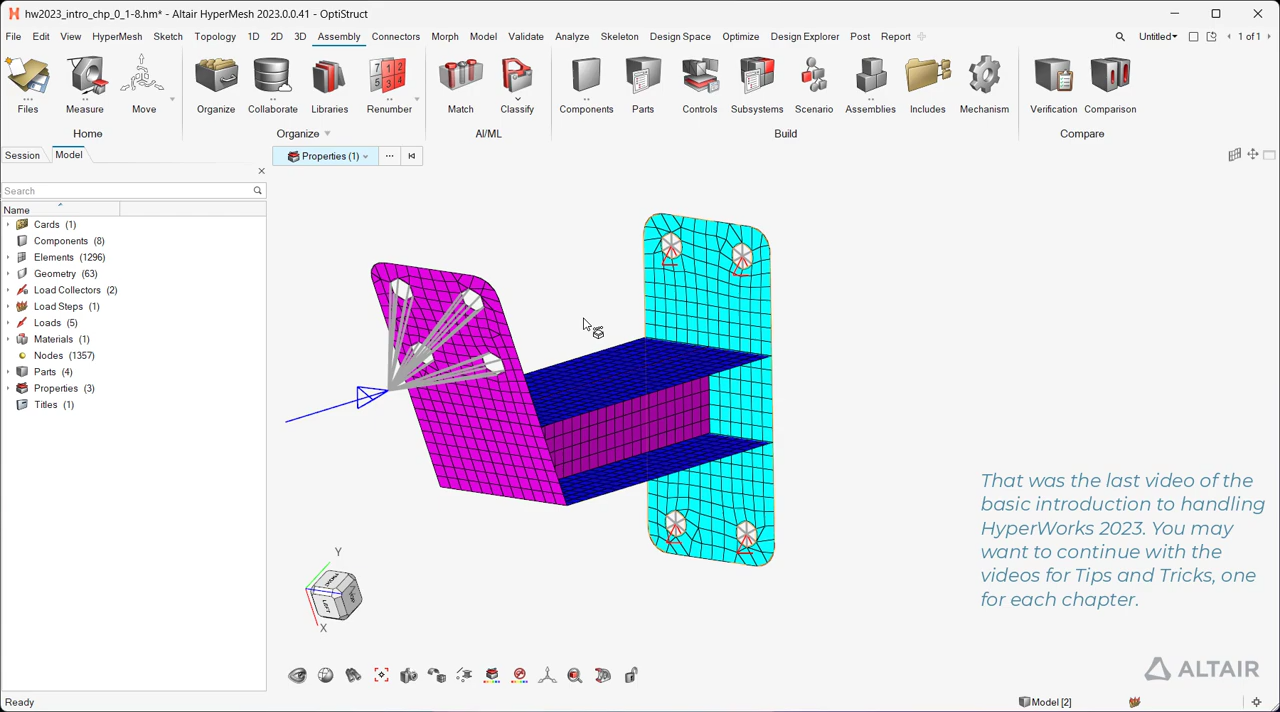 hw2023_intro_chp_0_1-8.hm* - Altair HyperMesh 2023.0.0.41 - OptiStruct
File Edit View HyperMesh Sketch Topology 1D 2D 3D Assembly Connectors Morph Model Validate Analyze Skeleton Design Space Optimize Design Explorer Post Report Untitled 1 of 1
Files Measure Move Organize Collaborate Libraries Renumber Match Classify Components Parts Controls Subsystems Scenario Assemblies Includes Mechanism Verification Comparison
Home Organize AI/ML Build Compare
Session Model
Properties (1)
Search
Name
Cards (1)
Components (8)
Elements (1296)
Geometry (63)
Load Collectors (2)
Load Steps (1)
Loads (5)
Materials (1)
Nodes (1357)
Parts (4)
Properties (3)
Titles (1)
That was the last video of the
basic introduction to handling
HyperWorks 2023. You may
want to continue with the
videos for Tips and Tricks, one
for each chapter.
Y
LEFT
X
ALTAIR
Ready Model [2]